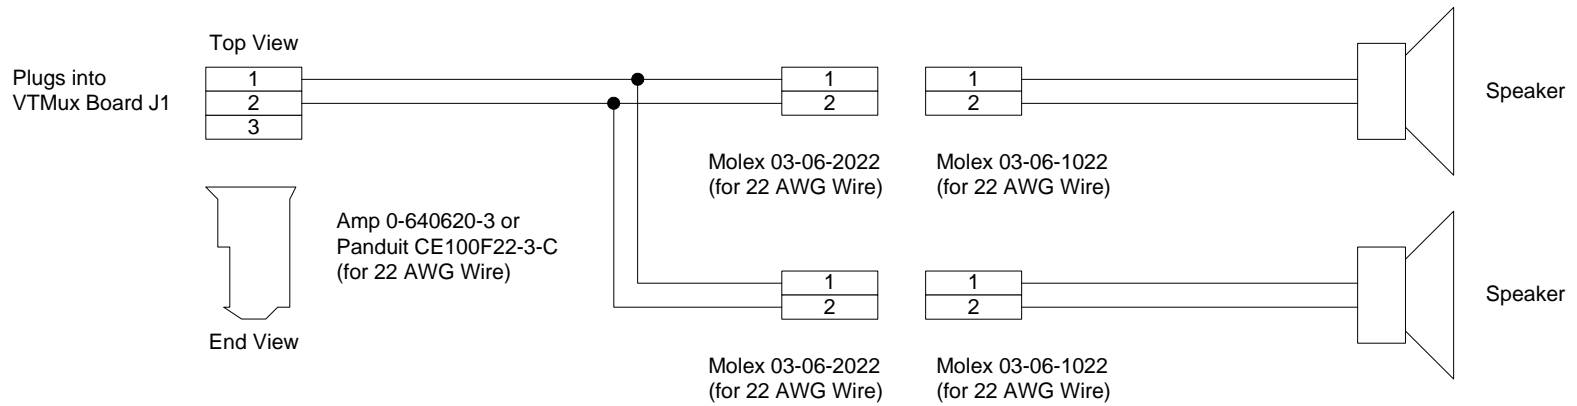 Top View
Plugs into
VTMux Board J1
1
2
3
1
2
1
2
Speaker
Molex 03-06-2022
(for 22 AWG Wire)
Molex 03-06-1022
(for 22 AWG Wire)
Amp 0-640620-3 or
Panduit CE100F22-3-C
(for 22 AWG Wire)
End View
1
2
1
2
Speaker
Molex 03-06-2022
(for 22 AWG Wire)
Molex 03-06-1022
(for 22 AWG Wire)